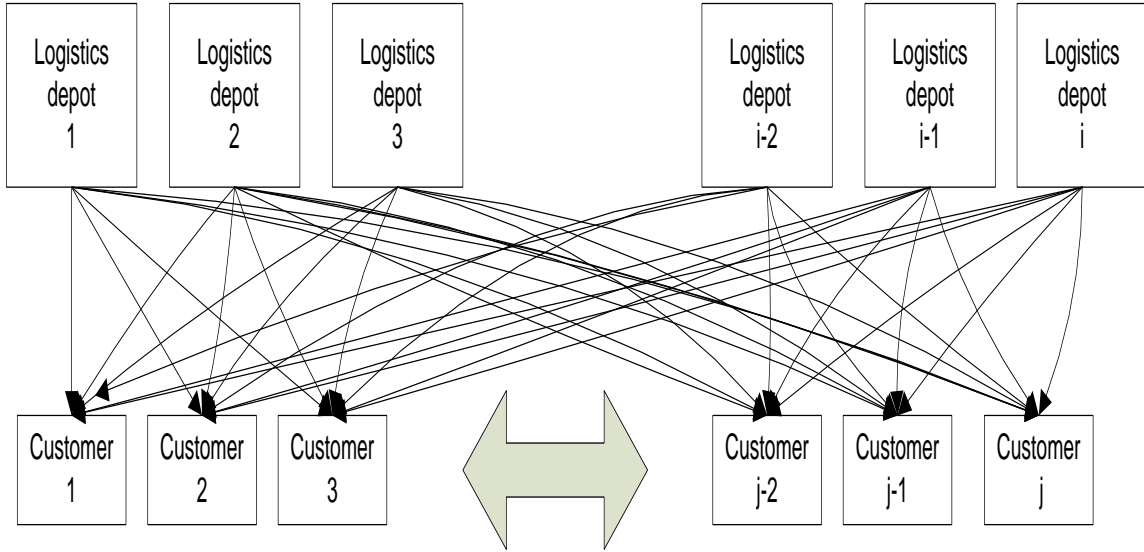 Logistics
depot
1
Logistics
depot
2
Logistics
depot
3
Logistics
depot
i-2
Logistics
depot
i-1
Logistics
depot
i
Customer
1
Customer
2
Customer
3
Customer
j-2
Customer
j-1
Customer
j